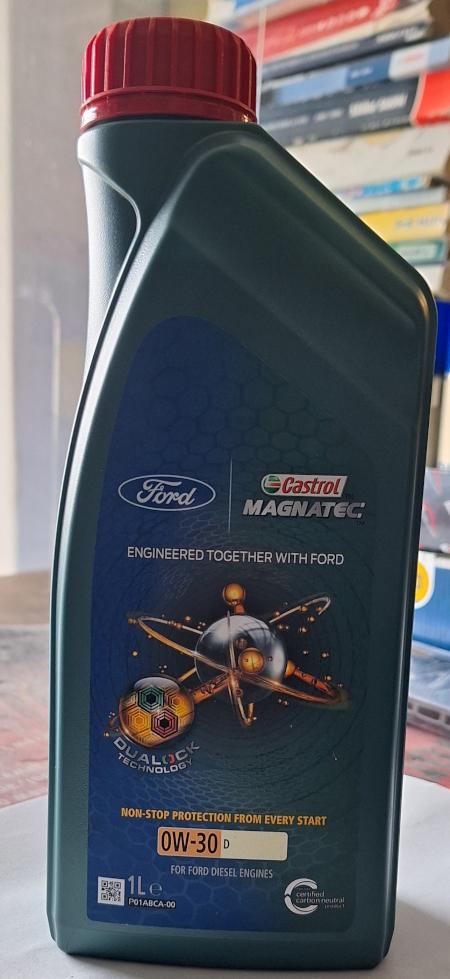 Ford
Castrol
MAGNATEC
ENGINEERED TOGETHER WITH FORD
DUALOCK
TECHNOLOGY
NON-STOP PROTECTION FROM EVERY START
0W-30 D
FOR FORD DIESEL ENGINES
1L e
P01ABCA-00
certified
carbon neutral
product